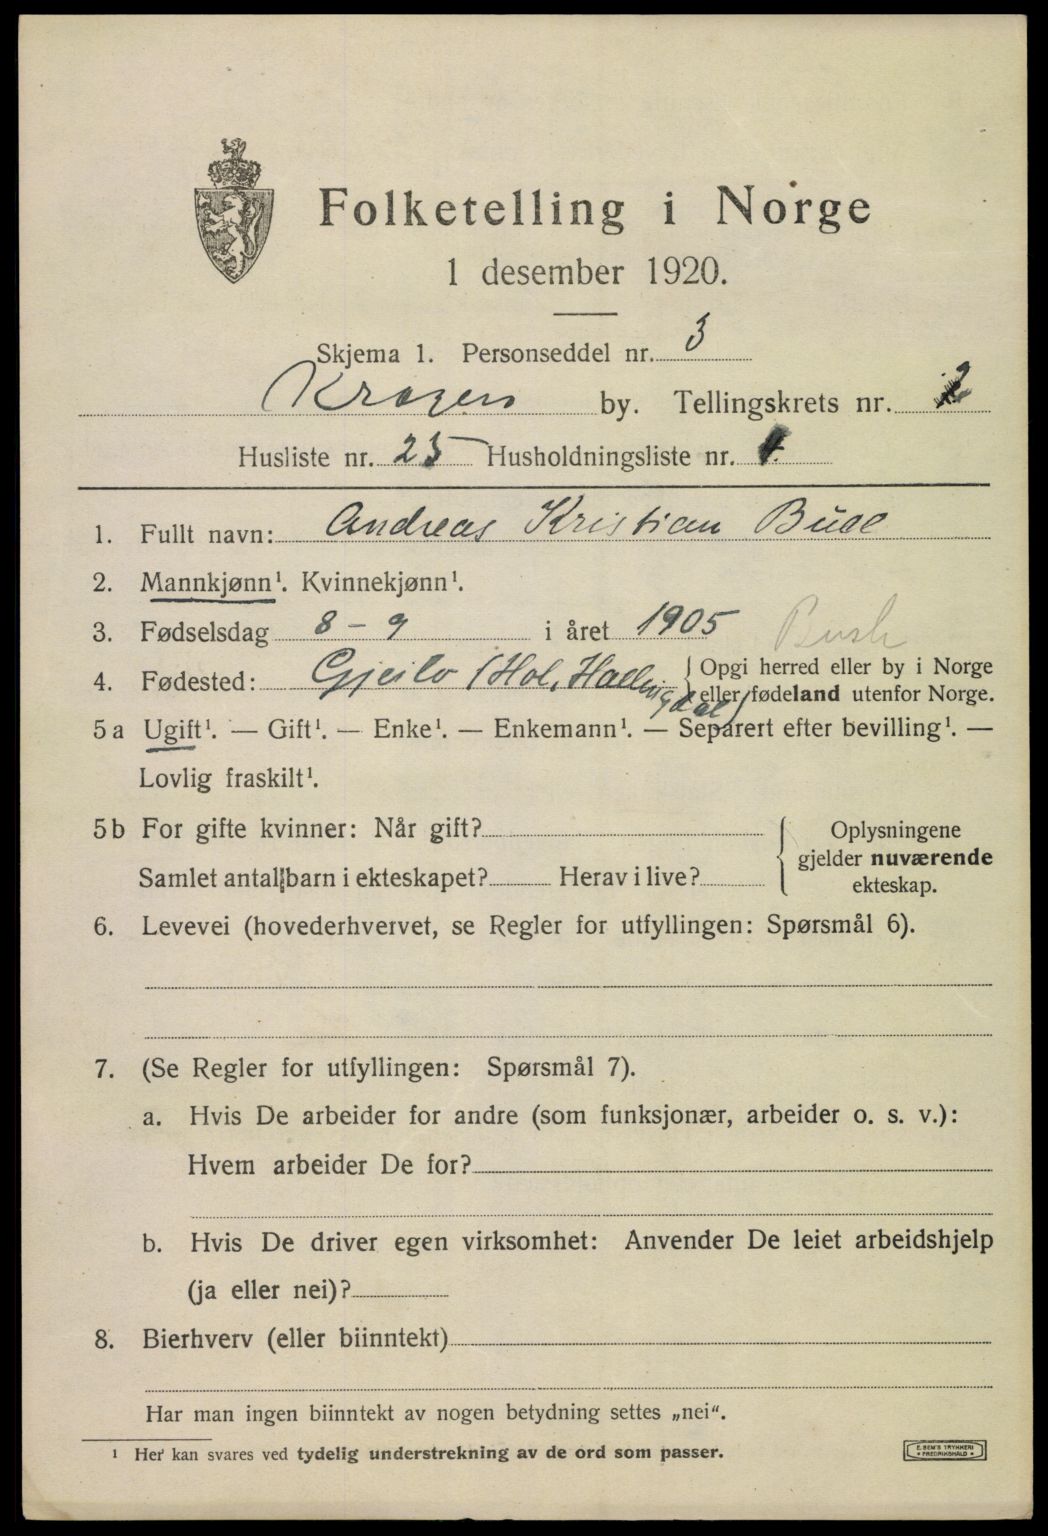 Folketelling i Norge
1 desember 1920.
Skjema 1. Personseddel nr. 3
Kragerø by. Tellingskrets nr. 2
Husliste nr. 25 Husholdningsliste nr.
1. Fullt navn: Andreas Kristian
2. Mannkjønn¹. Kvinnekjønn¹.
3. Fødselsdag 8 - 9 i året 1905 Busk
4. Fødested: Gjeilo (Hol, Hallingdal)
Opgi herred eller by i Norge
eller fødeland utenfor Norge.
5a Ugift¹. — Gift¹. — Enke¹. — Enkemann¹. — Separert efter bevilling¹. —
Lovlig fraskilt¹.
5b For gifte kvinner: Når gift?
Samlet antall barn i ekteskapet? Herav i live?
Oplysningene
gjelder nuværende
ekteskap.
6. Levevei (hovederhvervet, se Regler for utfyllingen: Spørsmål 6).
7. (Se Regler for utfyllingen: Spørsmål 7).
a. Hvis De arbeider for andre (som funksjonær, arbeider o. s. v.):
Hvem arbeider De for?
b. Hvis De driver egen virksomhet: Anvender De leiet arbeidshjelp
(ja eller nei)?
8. Bierhverv (eller biinntekt)
Har man ingen biinntekt av nogen betydning settes „nei“.
¹ Her kan svares ved tydelig understrekning av de ord som passer.
E. SEM'S TRYKKERI
• FREDRIKSHALD •